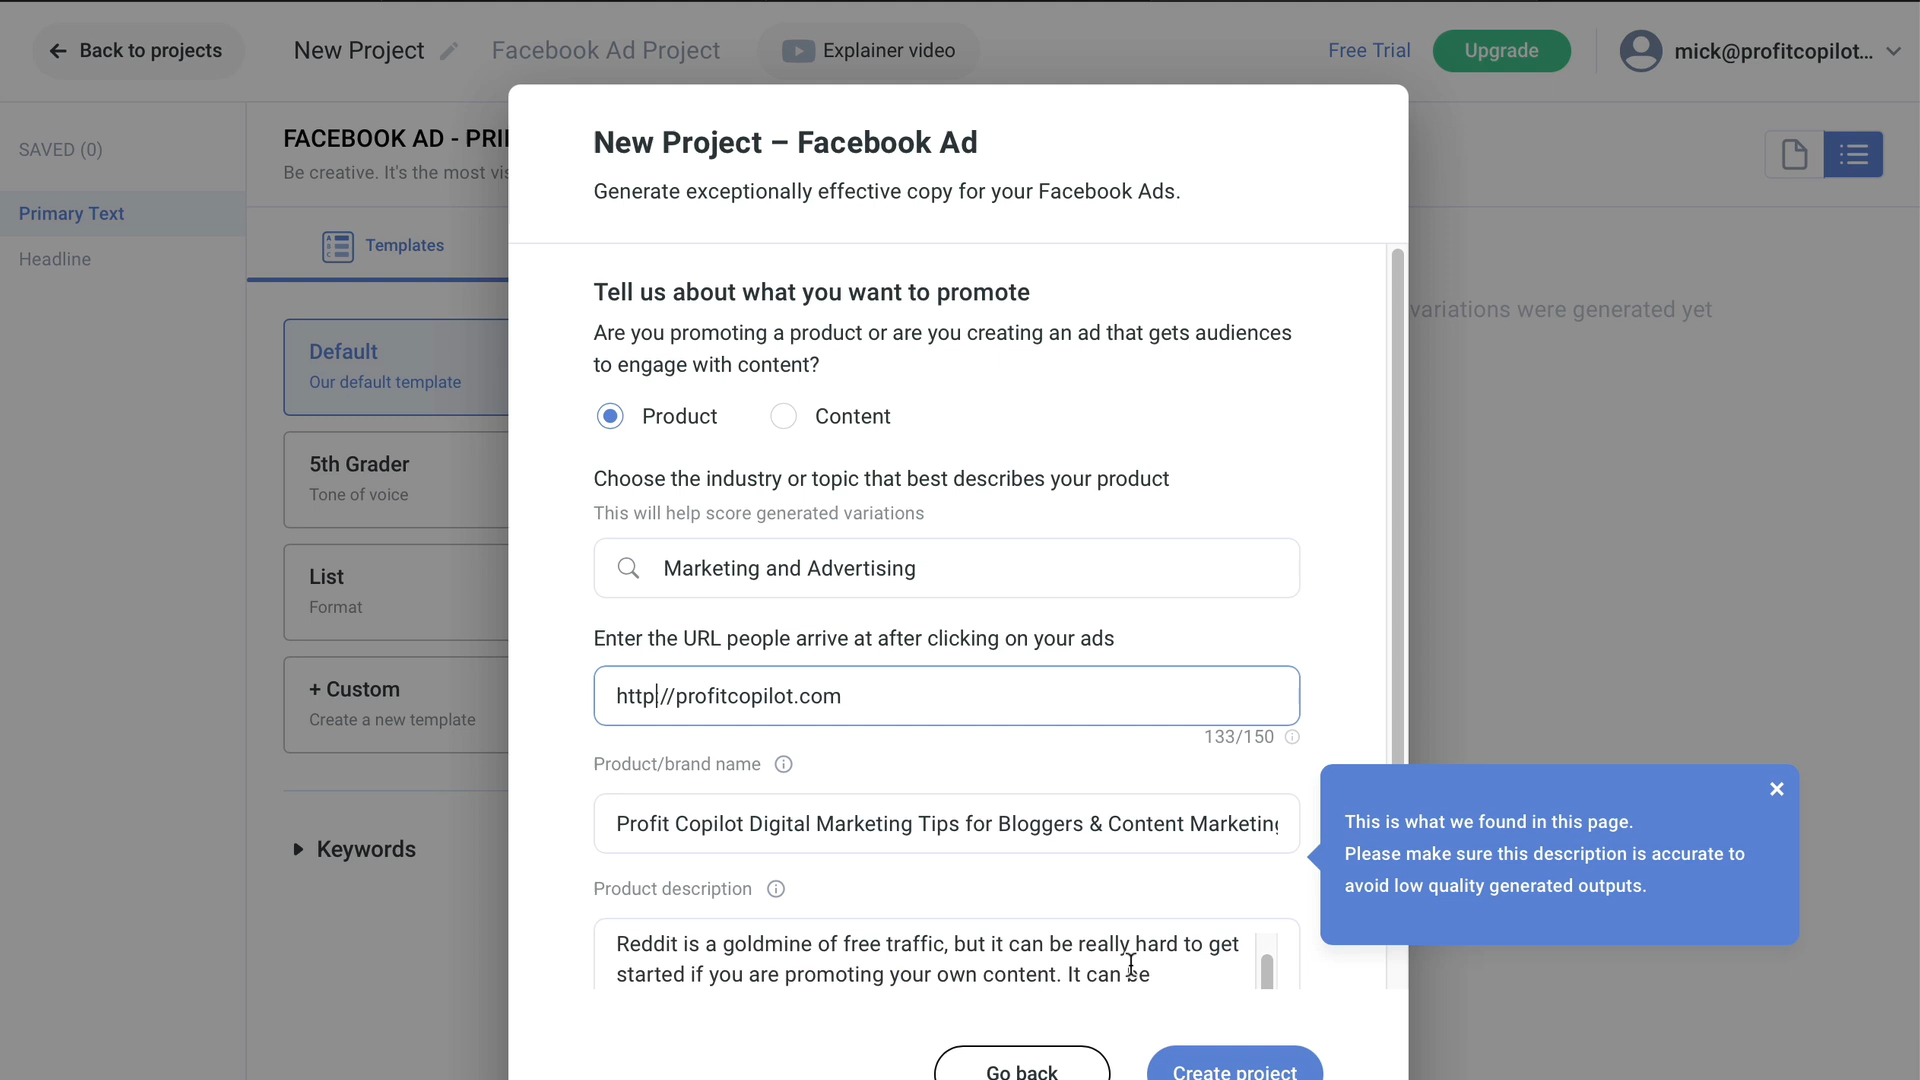 Back to projects
New Project
Facebook Ad Project
Explainer video
Free Trial
Upgrade
mick@profitcopilot...
SAVED (0)
Primary Text
Headline
FACEBOOK AD - PRI
Be creative. It's the most vis
Templates
Default
Our default template
5th Grader
Tone of voice
List
Format
+ Custom
Create a new template
Keywords
New Project – Facebook Ad
Generate exceptionally effective copy for your Facebook Ads.
Tell us about what you want to promote
Are you promoting a product or are you creating an ad that gets audiences
to engage with content?
Product
Content
Choose the industry or topic that best describes your product
This will help score generated variations
Marketing and Advertising
Enter the URL people arrive at after clicking on your ads
http//profitcopilot.com
133/150
Product/brand name
Profit Copilot Digital Marketing Tips for Bloggers & Content Marketing
Product description
Reddit is a goldmine of free traffic, but it can be really hard to get
started if you are promoting your own content. It can be
Go back
Create project
variations were generated yet
This is what we found in this page.
Please make sure this description is accurate to
avoid low quality generated outputs.